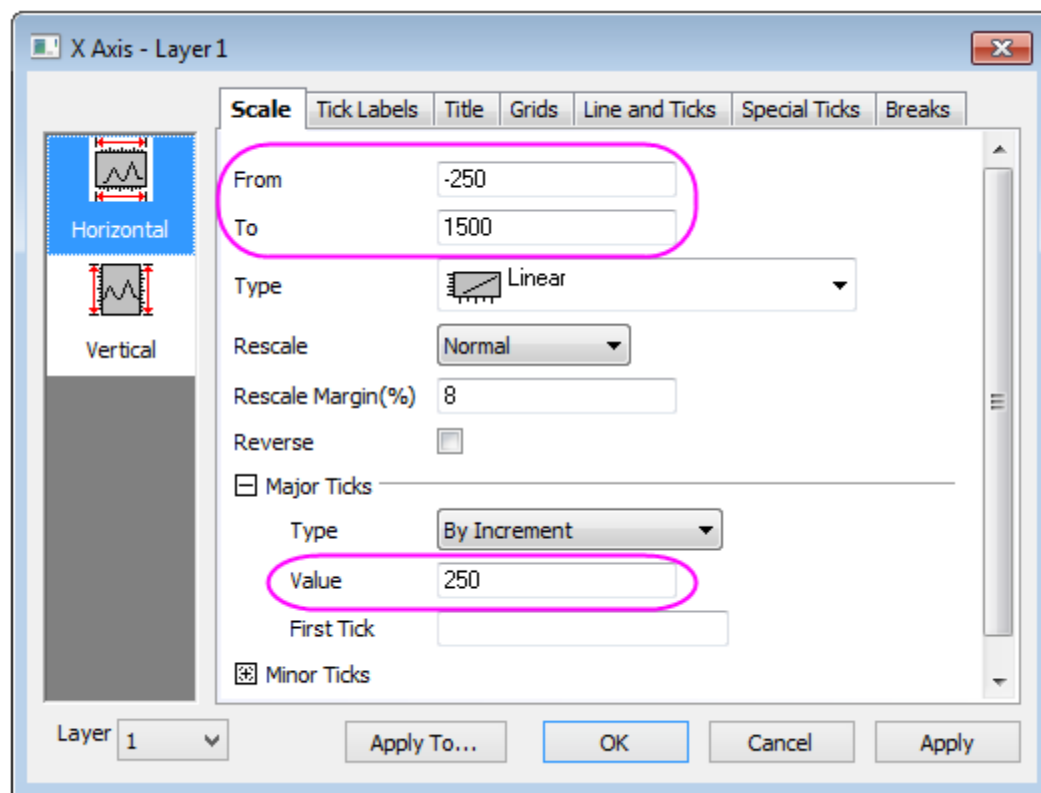 X Axis - Layer 1
Scale Tick Labels Title Grids Line and Ticks Special Ticks Breaks
Horizontal
Vertical
From -250
To 1500
Type Linear
Rescale Normal
Rescale Margin(%) 8
Reverse
Major Ticks
Type By Increment
Value 250
First Tick
Minor Ticks
Layer 1 Apply To... OK Cancel Apply